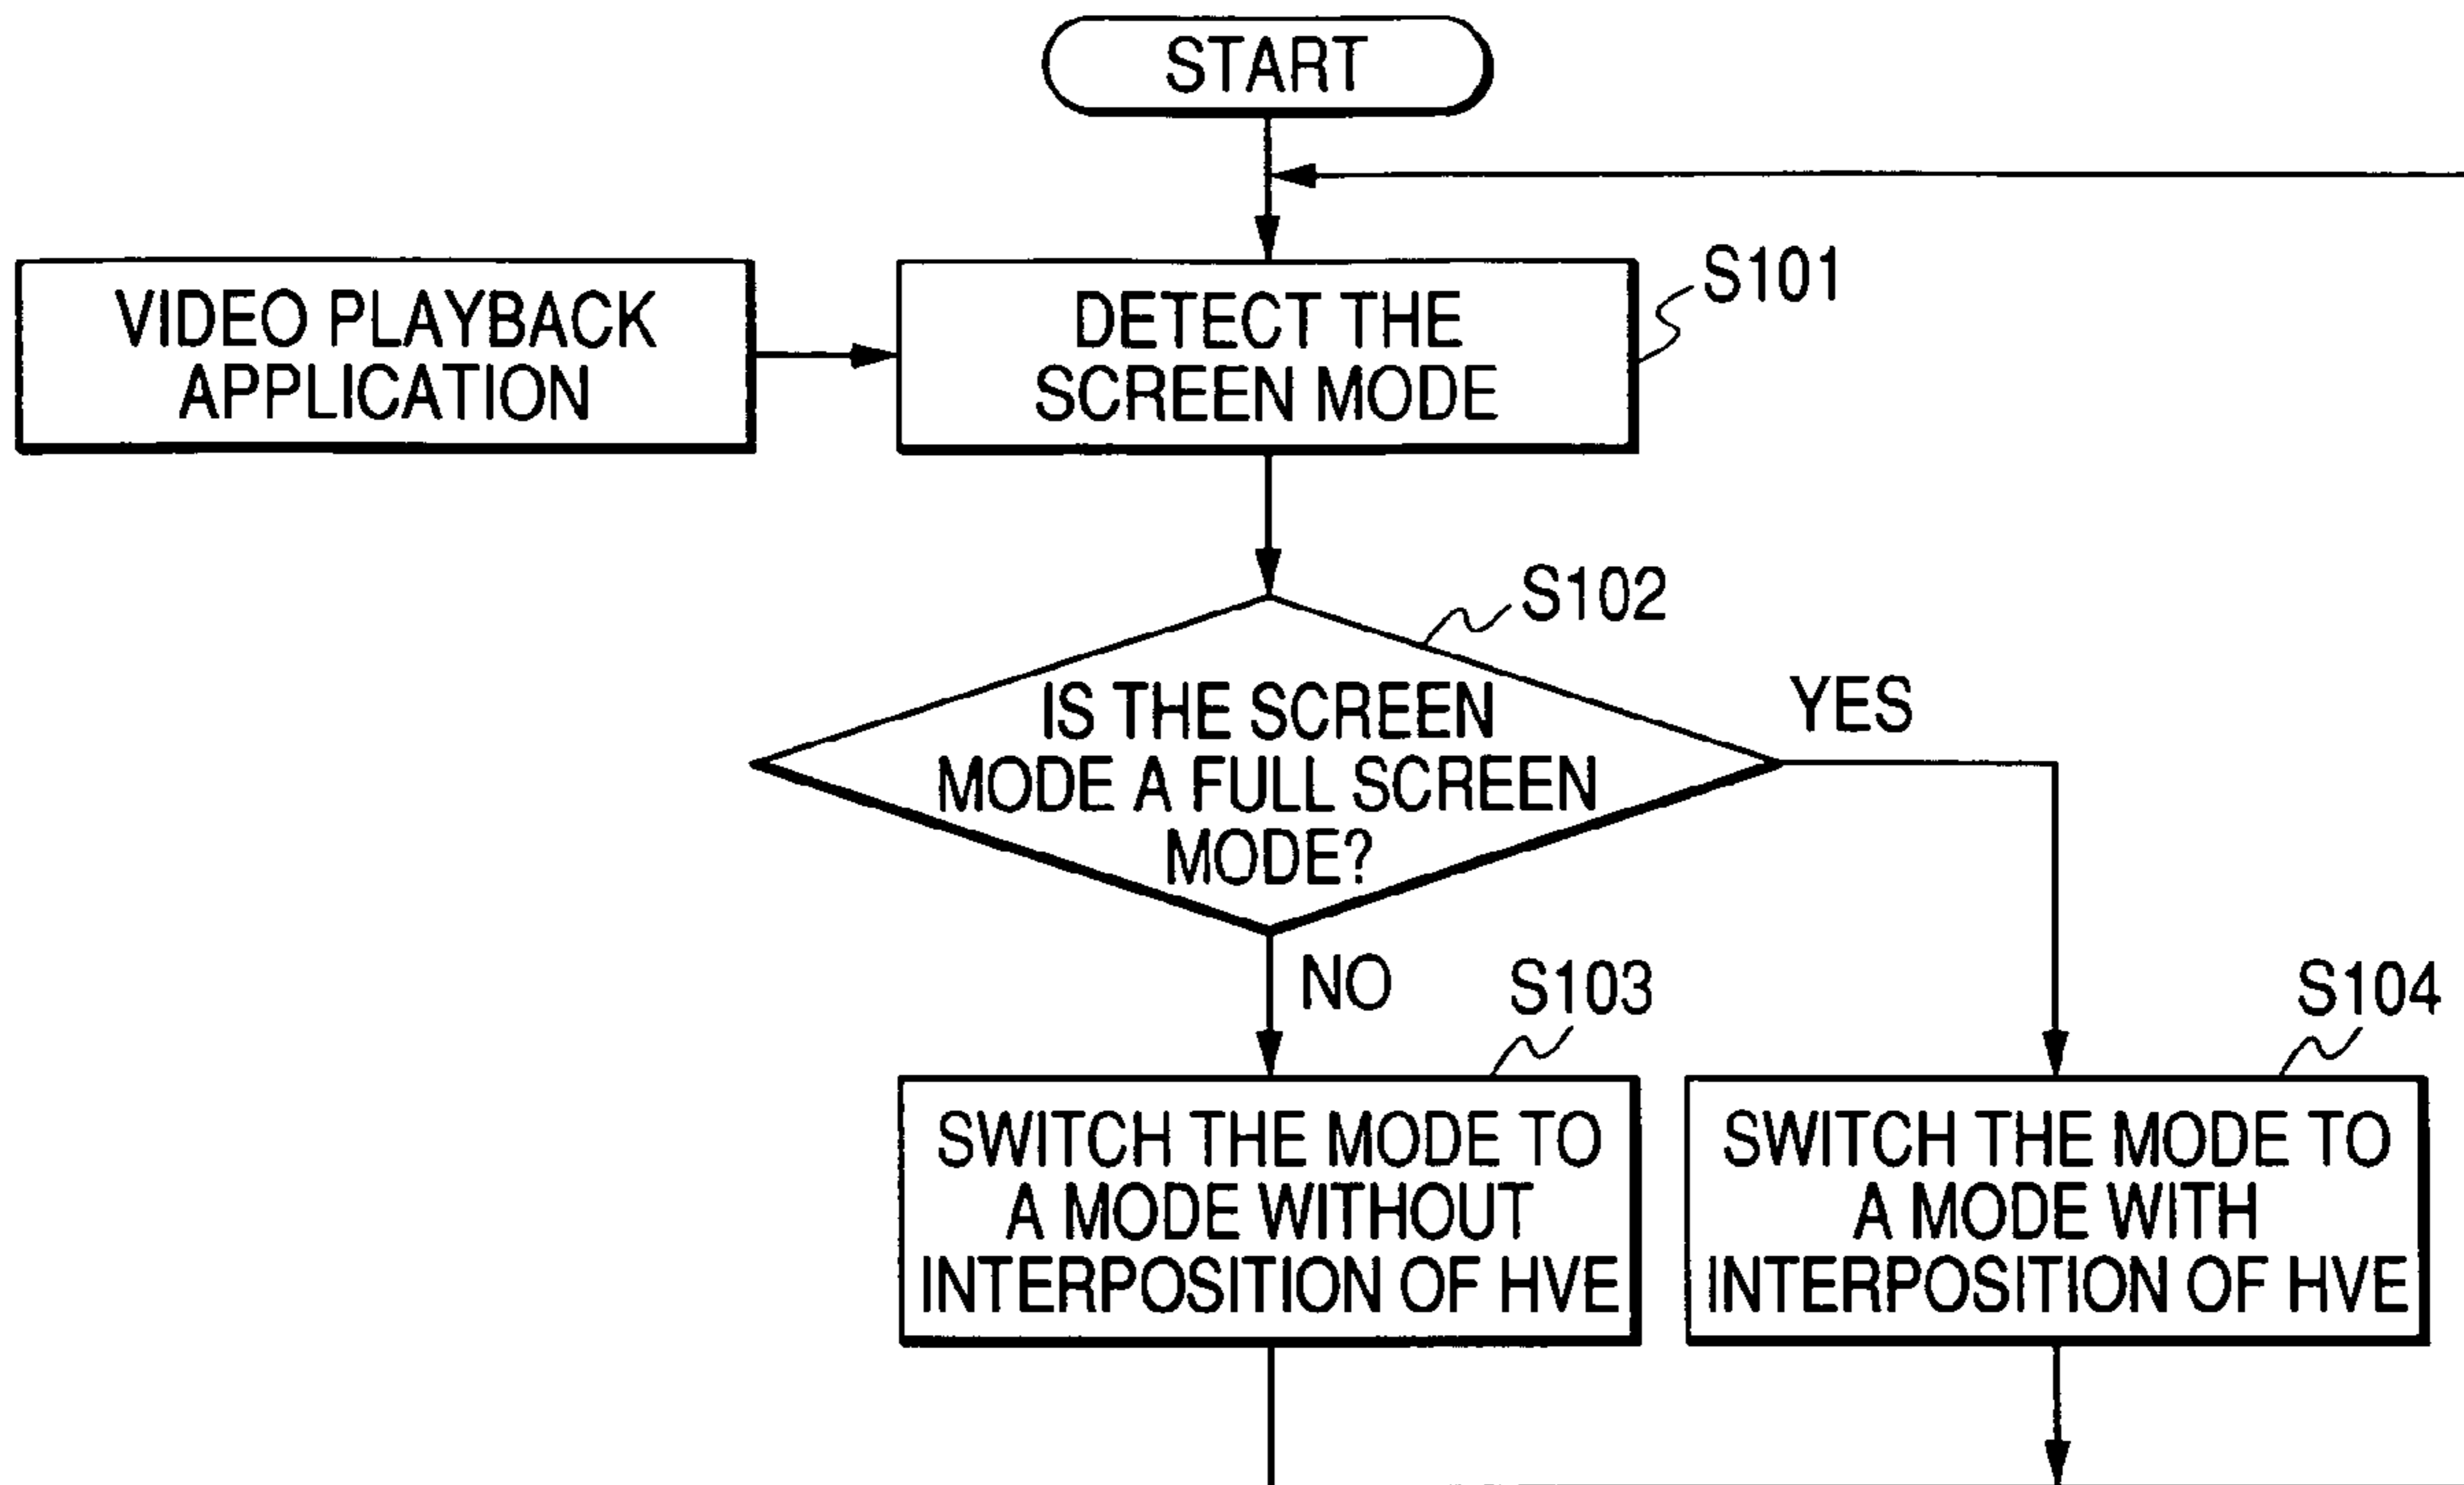 START
VIDEO PLAYBACK
APPLICATION
DETECT THE
SCREEN MODE
S101
S102
IS THE SCREEN
MODE A FULL SCREEN
MODE?
YES
NO
S103
S104
SWITCH THE MODE TO
A MODE WITHOUT
INTERPOSITION OF HVE
SWITCH THE MODE TO
A MODE WITH
INTERPOSITION OF HVE